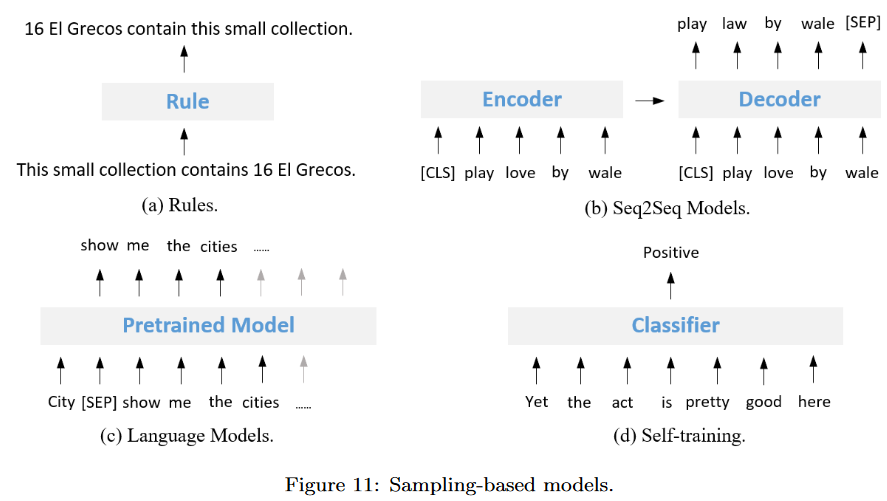 16 El Grecos contain this small collection.
Rule
This small collection contains 16 El Grecos.
(a) Rules.
play law by wale [SEP]
Encoder
Decoder
[CLS] play love by wale
[CLS] play love by wale
(b) Seq2Seq Models.
show me the cities ......
Pretrained Model
City [SEP] show me the cities ......
(c) Language Models.
Positive
Classifier
Yet the act is pretty good here
(d) Self-training.
Figure 11: Sampling-based models.